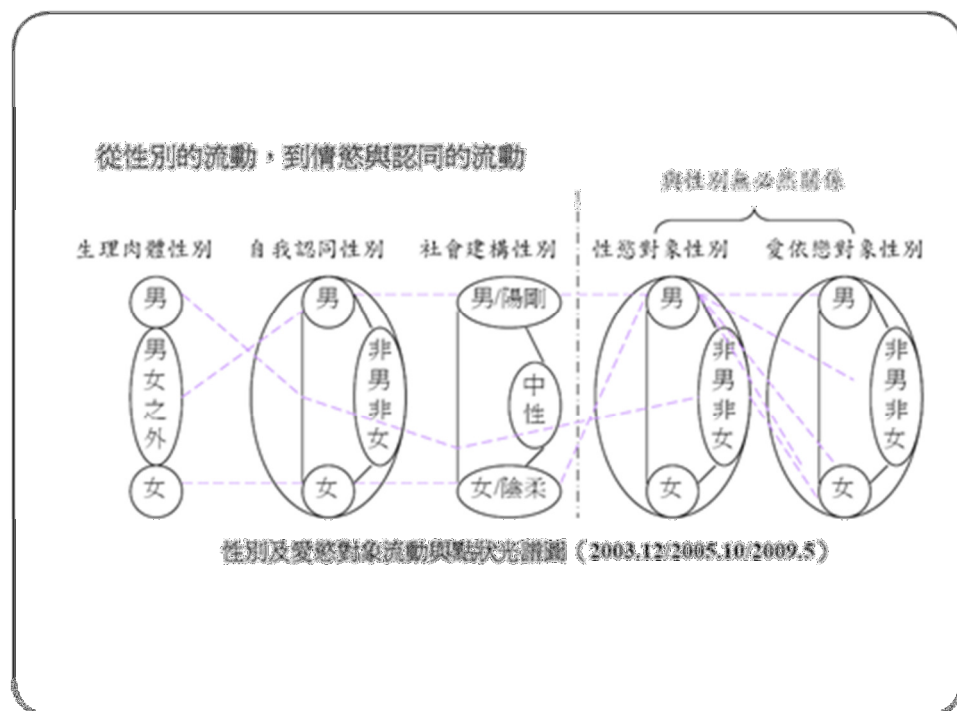 從性別的流動，到情慾與認同的流動
與性別無必然關係
生理肉體性別
自我認同性別
社會建構性別
性慾對象性別
愛依戀對象性別
男
男女之外
女
男
非男非女
女
男/陽剛
中性
女/陰柔
男
非男非女
女
男
非男非女
女
性別及愛慾對象流動與點狀光譜圖（2003.12/2005.10/2009.5）